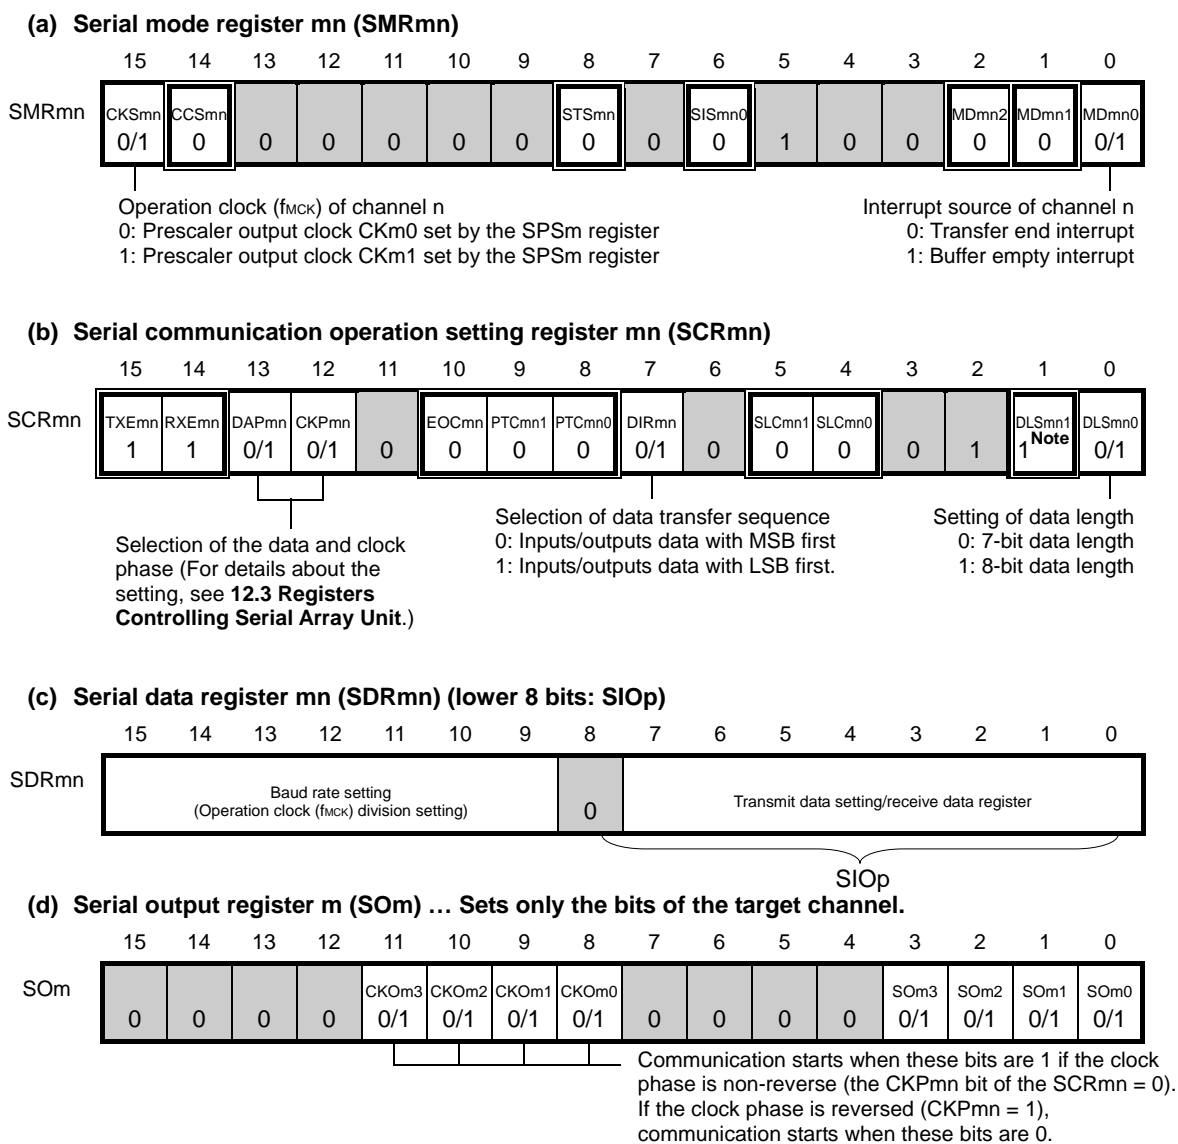 (a) Serial mode register mn (SMRmn)
15 14 13 12 11 10 9 8 7 6 5 4 3 2 1 0
SMRmn CKSmn CCSmn STSmn SISmn0 MDmn2 MDmn1 MDmn0
0/1 0 0 0 0 0 0 0 0 0 1 0 0 0 0 0/1
Operation clock (fMCK) of channel n
0: Prescaler output clock CKm0 set by the SPSm register
1: Prescaler output clock CKm1 set by the SPSm register
Interrupt source of channel n
0: Transfer end interrupt
1: Buffer empty interrupt
(b) Serial communication operation setting register mn (SCRmn)
15 14 13 12 11 10 9 8 7 6 5 4 3 2 1 0
SCRmn TXEmn RXEmn DAPmn CKPmn EOCmn PTCmn1 PTCmn0 DIRmn SLCmn1 SLCmn0 DLSmn1 DLSmn0
1 1 0/1 0/1 0 0 0 0 0/1 0 0 0 0 1 1 Note 0/1
Selection of the data and clock
phase (For details about the
setting, see 12.3 Registers
Controlling Serial Array Unit.)
Selection of data transfer sequence
0: Inputs/outputs data with MSB first
1: Inputs/outputs data with LSB first.
Setting of data length
0: 7-bit data length
1: 8-bit data length
(c) Serial data register mn (SDRmn) (lower 8 bits: SIOp)
15 14 13 12 11 10 9 8 7 6 5 4 3 2 1 0
SDRmn
Baud rate setting
(Operation clock (fMCK) division setting)
0
Transmit data setting/receive data register
SIOp
(d) Serial output register m (SOm) … Sets only the bits of the target channel.
15 14 13 12 11 10 9 8 7 6 5 4 3 2 1 0
SOm CKOm3 CKOm2 CKOm1 CKOm0 SOm3 SOm2 SOm1 SOm0
0 0 0 0 0/1 0/1 0/1 0/1 0 0 0 0 0/1 0/1 0/1 0/1
Communication starts when these bits are 1 if the clock
phase is non-reverse (the CKPmn bit of the SCRmn = 0).
If the clock phase is reversed (CKPmn = 1),
communication starts when these bits are 0.